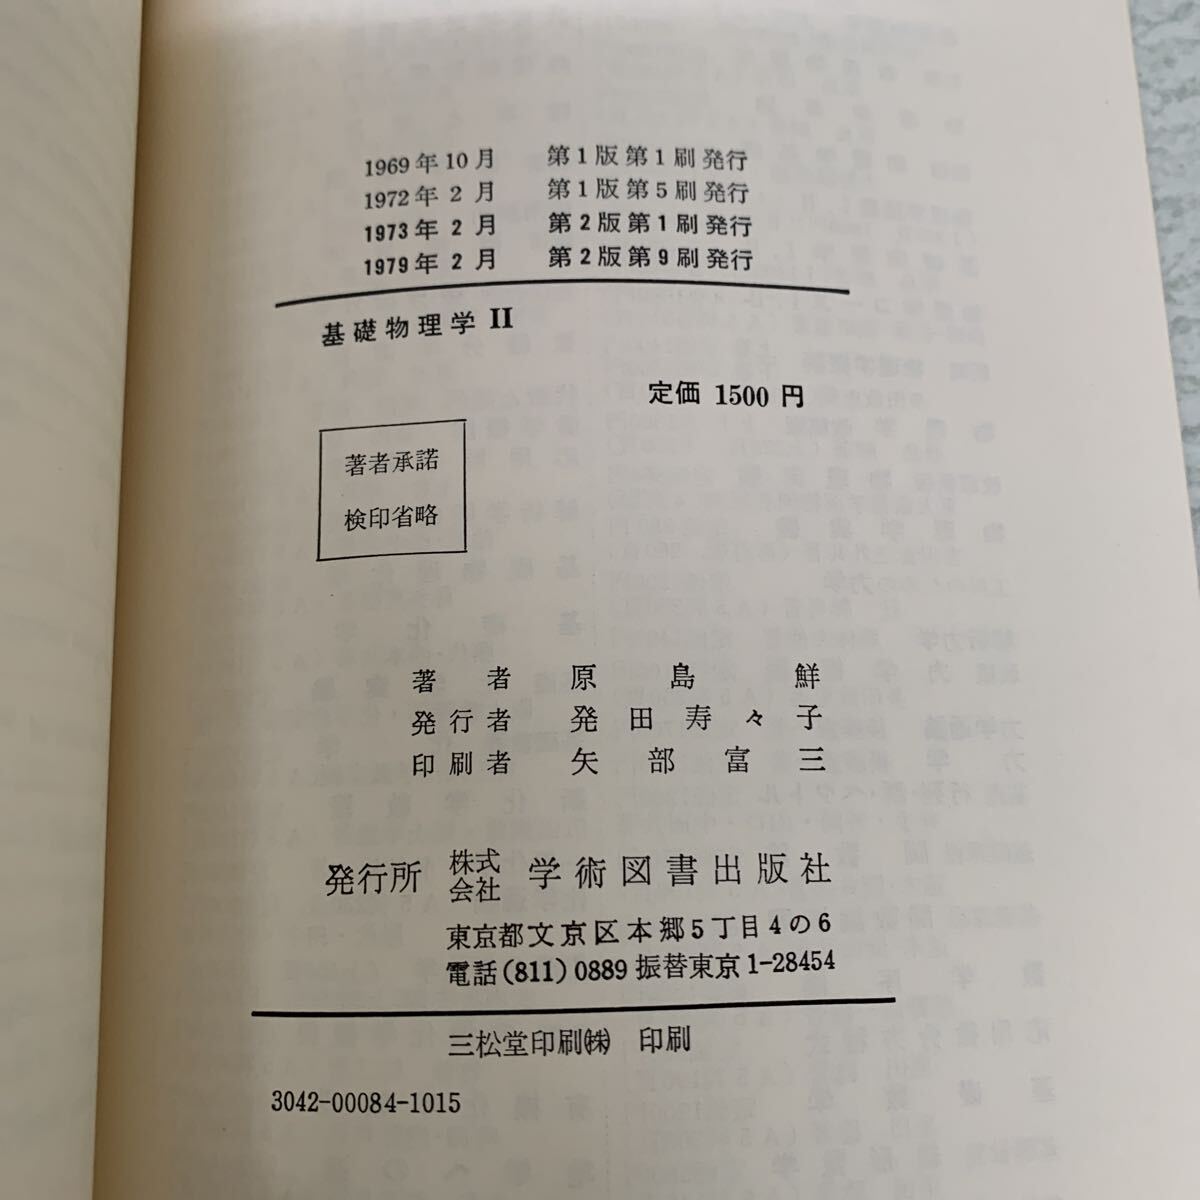 1969年10月 第1版第1刷発行
1972年 2月 第1版第5刷発行
1973年 2月 第2版第1刷発行
1979年 2月 第2版第9刷発行
基礎物理学 II
定価 1500円
著者承諾
検印省略
著者 原島鮮
発行者 発田寿々子
印刷者 矢部富三
発行所 株式会社 学術図書出版社
東京都文京区本郷5丁目4の6
電話(811)0889 振替東京1-28454
三松堂印刷㈱ 印刷
3042-00084-1015